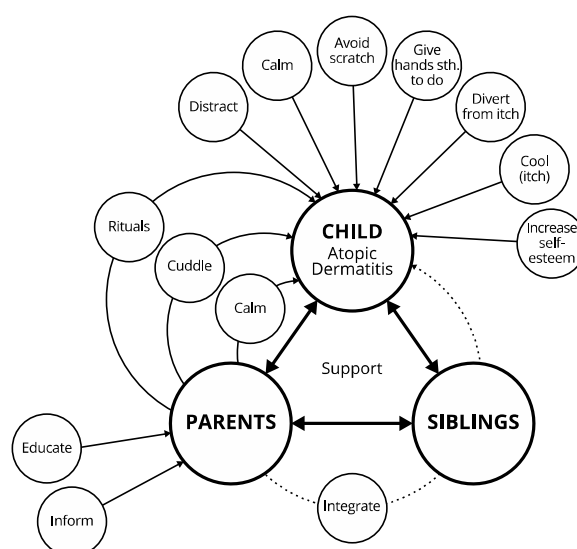 Avoid
scratch
Give
hands sth.
to do
Calm
Distract
Divert
from itch
Cool
(itch)
Increase
self-
esteem
Rituals
CHILD
Atopic
Dermatitis
Cuddle
Calm
Support
PARENTS
SIBLINGS
Educate
Integrate
Inform